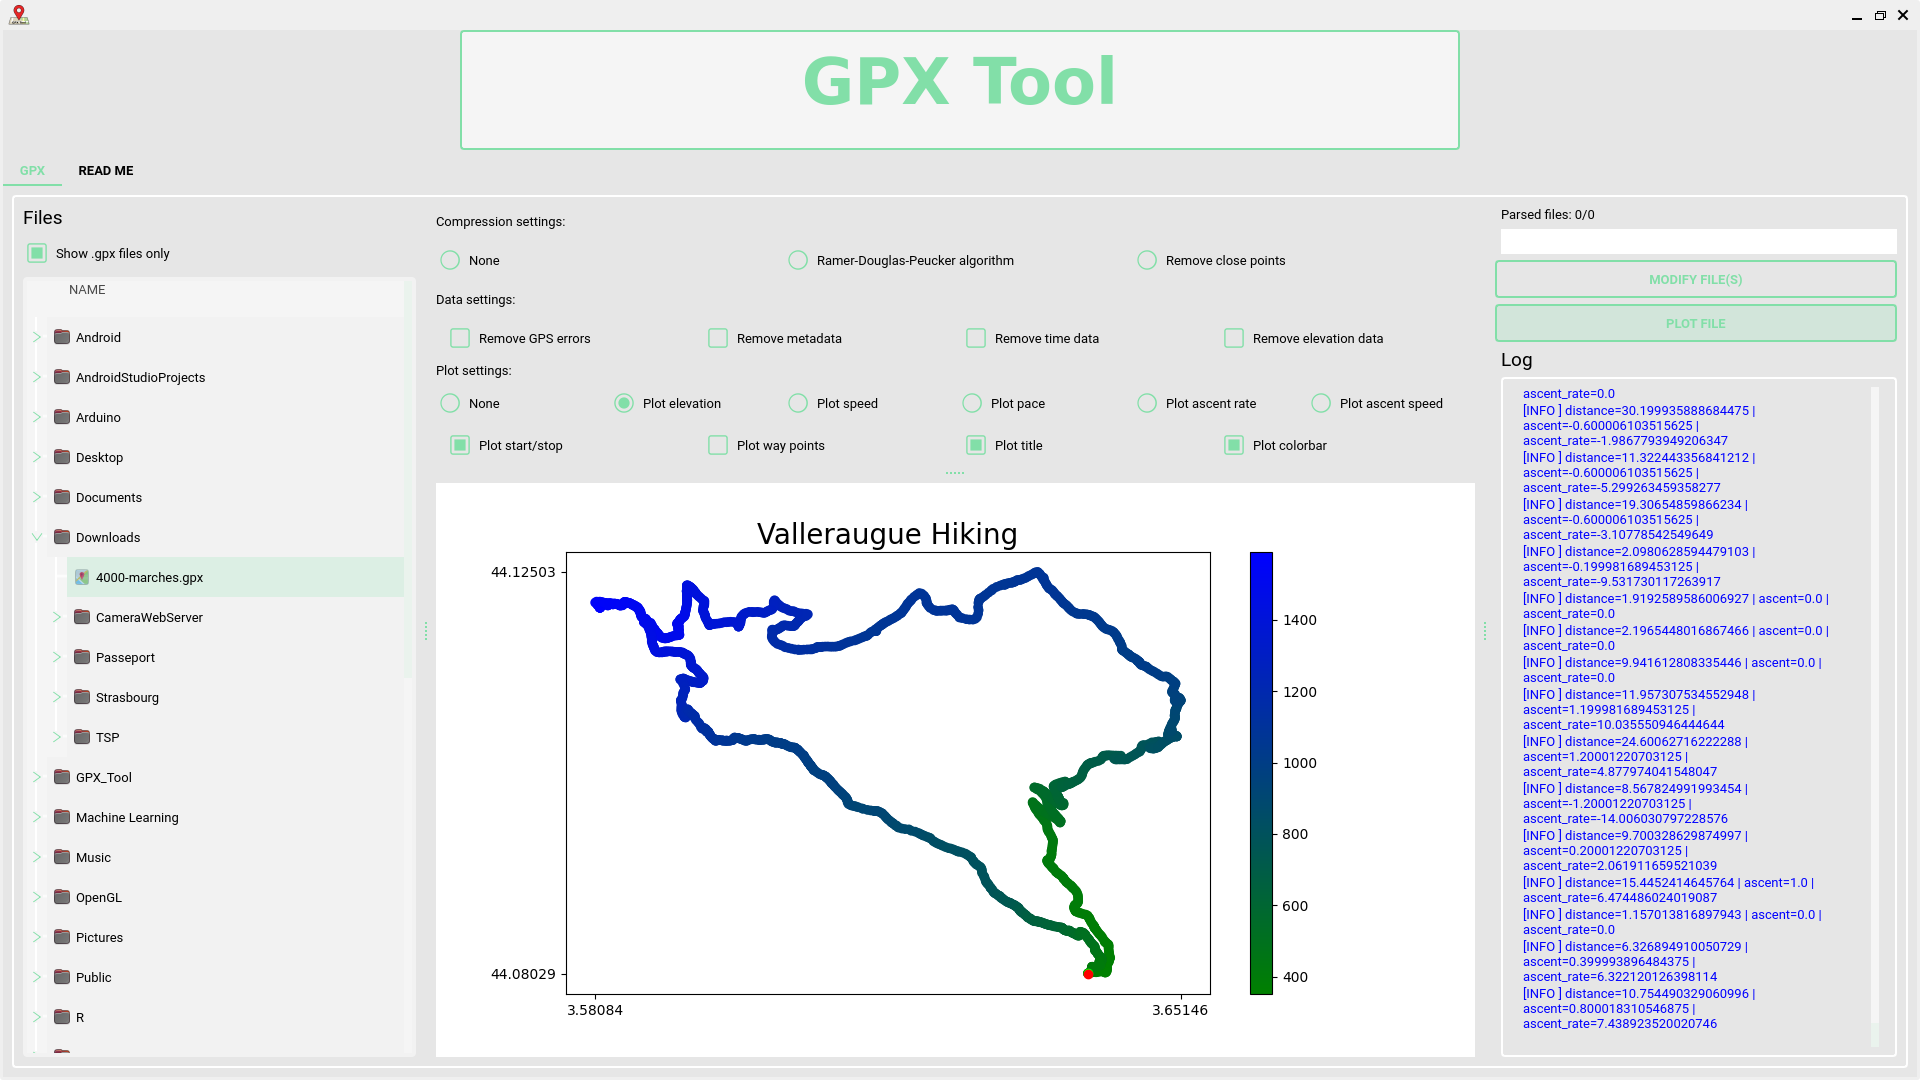 GPX Tool
GPX
READ ME
Files
Show .gpx files only
NAME
Android
AndroidStudioProjects
Arduino
Desktop
Documents
Downloads
4000-marches.gpx
CameraWebServer
Passeport
Strasbourg
TSP
GPX_Tool
Machine Learning
Music
OpenGL
Pictures
Public
R
Compression settings:
None
Ramer-Douglas-Peucker algorithm
Remove close points
Data settings:
Remove GPS errors
Remove metadata
Remove time data
Remove elevation data
Plot settings:
None
Plot elevation
Plot speed
Plot pace
Plot ascent rate
Plot ascent speed
Plot start/stop
Plot way points
Plot title
Plot colorbar
Valleraugue Hiking
44.12503
44.08029
3.58084
3.65146
1400
1200
1000
800
600
400
Parsed files: 0/0
MODIFY FILE(S)
PLOT FILE
Log
ascent_rate=0.0
[INFO ] distance=30.199935888684475 |
ascent=-0.600006103515625 |
ascent_rate=-1.9867793949206347
[INFO ] distance=11.322443356841212 |
ascent=-0.600006103515625 |
ascent_rate=-5.299263459358277
[INFO ] distance=19.30654859866234 |
ascent=-0.600006103515625 |
ascent_rate=-3.10778542549649
[INFO ] distance=2.0980628594479103 |
ascent=-0.199981689453125 |
ascent_rate=-9.531730117263917
[INFO ] distance=1.9192589586006927 | ascent=0.0 |
ascent_rate=0.0
[INFO ] distance=2.1965448016867466 | ascent=0.0 |
ascent_rate=0.0
[INFO ] distance=9.941612808335446 | ascent=0.0 |
ascent_rate=0.0
[INFO ] distance=11.957307534552948 |
ascent=1.199981689453125 |
ascent_rate=10.035550946444644
[INFO ] distance=24.60062716222288 |
ascent=1.20001220703125 |
ascent_rate=4.877974041548047
[INFO ] distance=8.567824991993454 |
ascent=-1.20001220703125 |
ascent_rate=-14.006030797228576
[INFO ] distance=9.700328629874997 |
ascent=0.20001220703125 |
ascent_rate=2.061911659521039
[INFO ] distance=15.4452414645764 | ascent=1.0 |
ascent_rate=6.474486024019087
[INFO ] distance=1.157013816897943 | ascent=0.0 |
ascent_rate=0.0
[INFO ] distance=6.326894910050729 |
ascent=0.399993896484375 |
ascent_rate=6.322120126398114
[INFO ] distance=10.754490329060996 |
ascent=0.800018310546875 |
ascent_rate=7.438923520020746